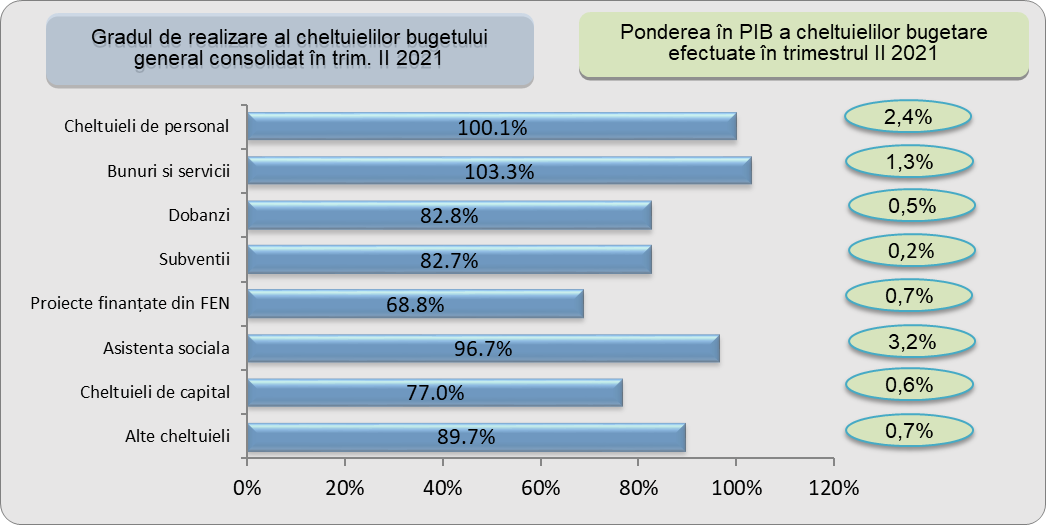 Gradul de realizare al cheltuielilor bugetului
general consolidat în trim. II 2021
Ponderea în PIB a cheltuielilor bugetare
efectuate în trimestrul II 2021
Cheltuieli de personal 100.1% 2,4%
Bunuri si servicii 103.3% 1,3%
Dobanzi 82.8% 0,5%
Subventii 82.7% 0,2%
Proiecte finanțate din FEN 68.8% 0,7%
Asistenta sociala 96.7% 3,2%
Cheltuieli de capital 77.0% 0,6%
Alte cheltuieli 89.7% 0,7%
0% 20% 40% 60% 80% 100% 120%